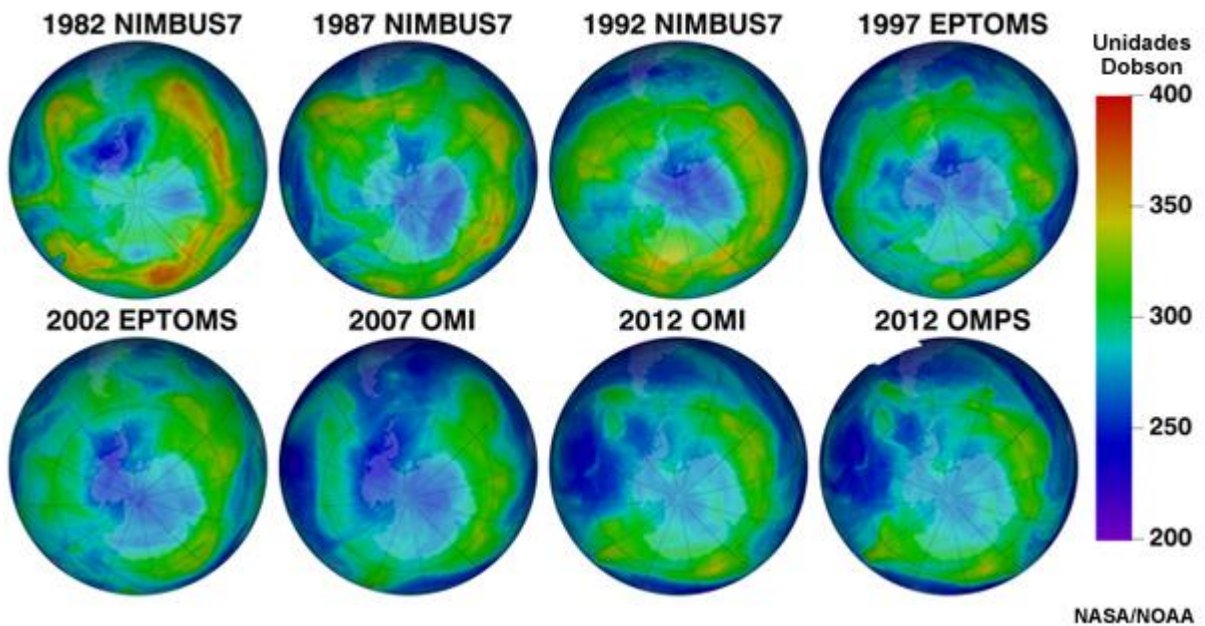 1982 NIMBUS7
1987 NIMBUS7
1992 NIMBUS7
1997 EPTOMS
Unidades
Dobson
400
350
300
250
200
2002 EPTOMS
2007 OMI
2012 OMI
2012 OMPS
NASA/NOAA